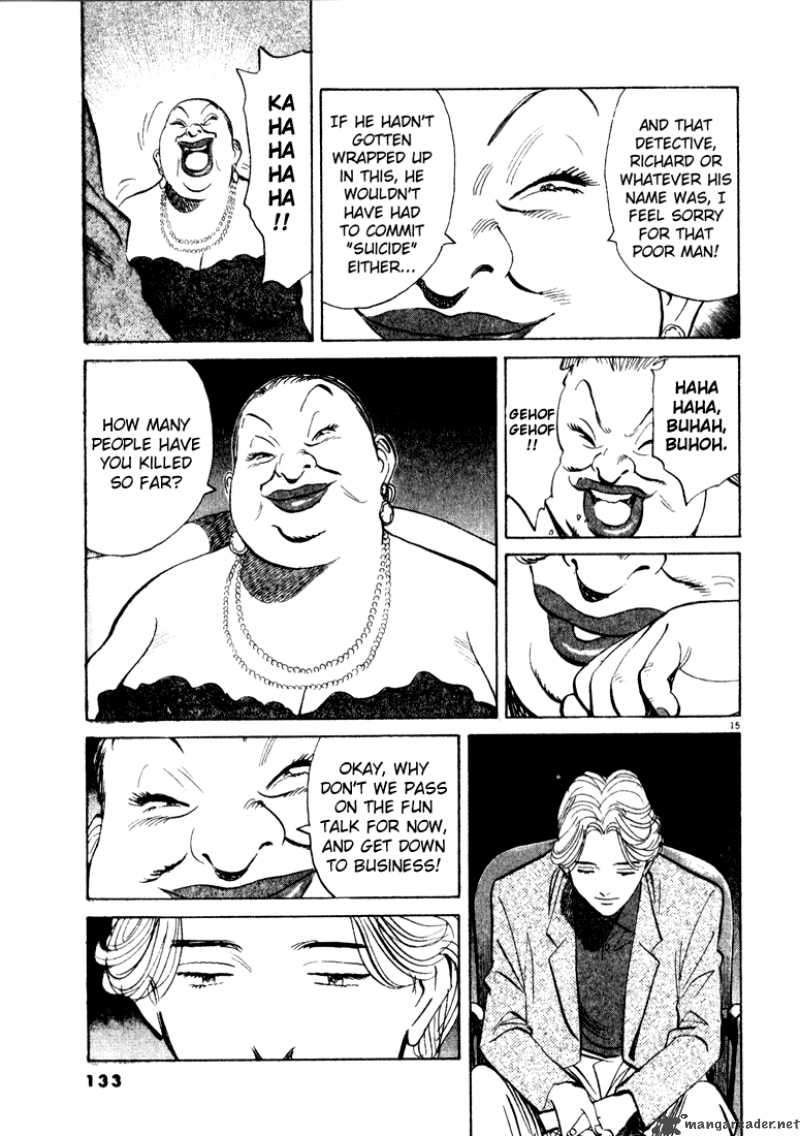 AND THAT
DETECTIVE,
RICHARD OR
WHATEVER HIS
NAME WAS, I
FEEL SORRY
FOR THAT
POOR MAN!
IF HE HADN'T
GOTTEN
WRAPPED UP
IN THIS, HE
WOULDN'T
HAVE HAD
TO COMMIT
"SUICIDE"
EITHER...
KA
HA
HA
HA
HA
!!
HAHA
HAHA,
BUHAH,
BUHOH.
GEHOF
GEHOF
!!
HOW MANY
PEOPLE HAVE
YOU KILLED
SO FAR?
15
OKAY, WHY
DON'T WE PASS
ON THE FUN
TALK FOR NOW,
AND GET DOWN
TO BUSINESS!
133
mangareader.net